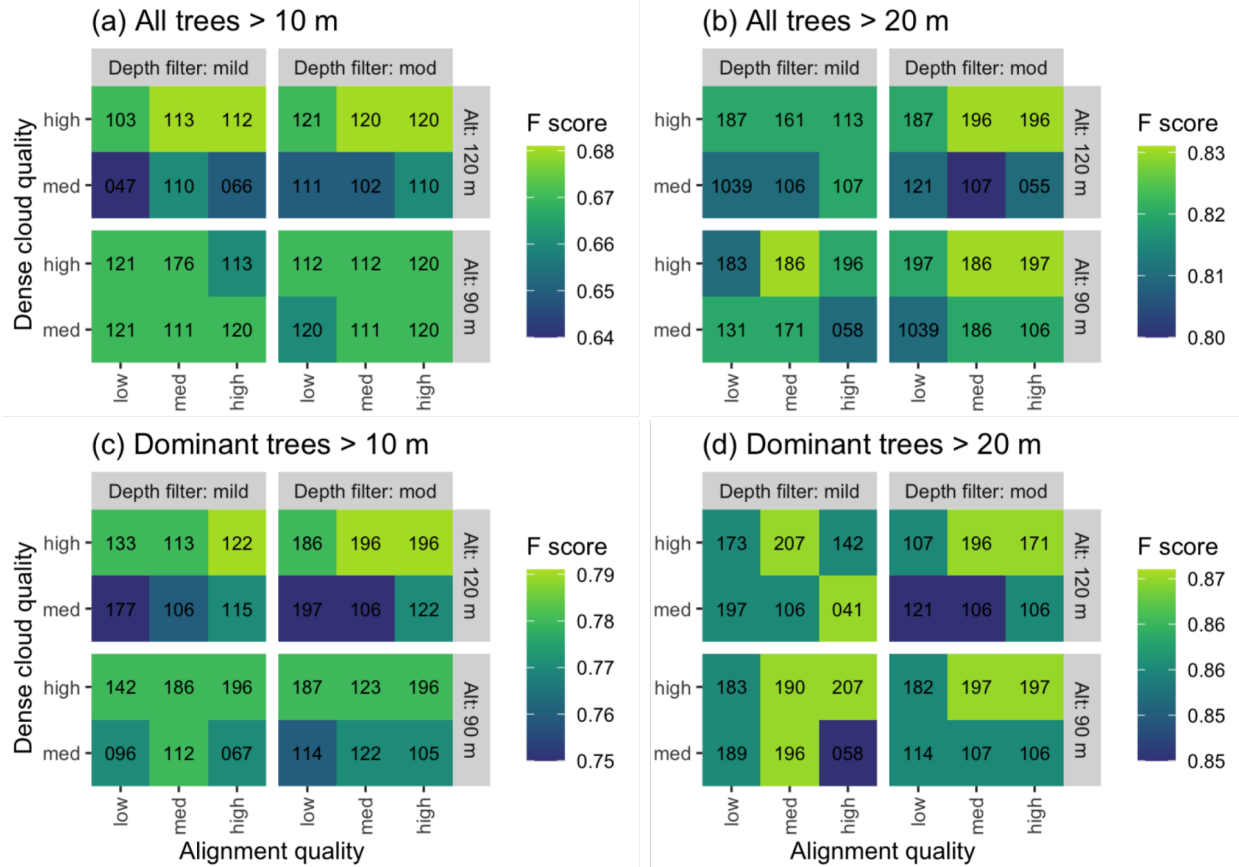 (a) All trees > 10 m
Depth filter: mild Depth filter: mod
high 103 113 112 121 120 120
med 047 110 066 111 102 110
Alt: 120 m
high 121 176 113 112 112 120
med 121 111 120 120 111 120
Alt: 90 m
low med high low med high
Dense cloud quality
F score
0.68
0.67
0.66
0.65
0.64
(b) All trees > 20 m
Depth filter: mild Depth filter: mod
high 187 161 113 187 196 196
med 1039 106 107 121 107 055
Alt: 120 m
high 183 186 196 197 186 197
med 131 171 058 1039 186 106
Alt: 90 m
low med high low med high
F score
0.83
0.82
0.81
0.80
(c) Dominant trees > 10 m
Depth filter: mild Depth filter: mod
high 133 113 122 186 196 196
med 177 106 115 197 106 122
Alt: 120 m
high 142 186 196 187 123 196
med 096 112 067 114 122 105
Alt: 90 m
low med high low med high
Dense cloud quality
Alignment quality
F score
0.79
0.78
0.77
0.76
0.75
(d) Dominant trees > 20 m
Depth filter: mild Depth filter: mod
high 173 207 142 107 196 171
med 197 106 041 121 106 106
Alt: 120 m
high 183 190 207 182 197 197
med 189 196 058 114 107 106
Alt: 90 m
low med high low med high
Alignment quality
F score
0.87
0.86
0.86
0.85
0.85